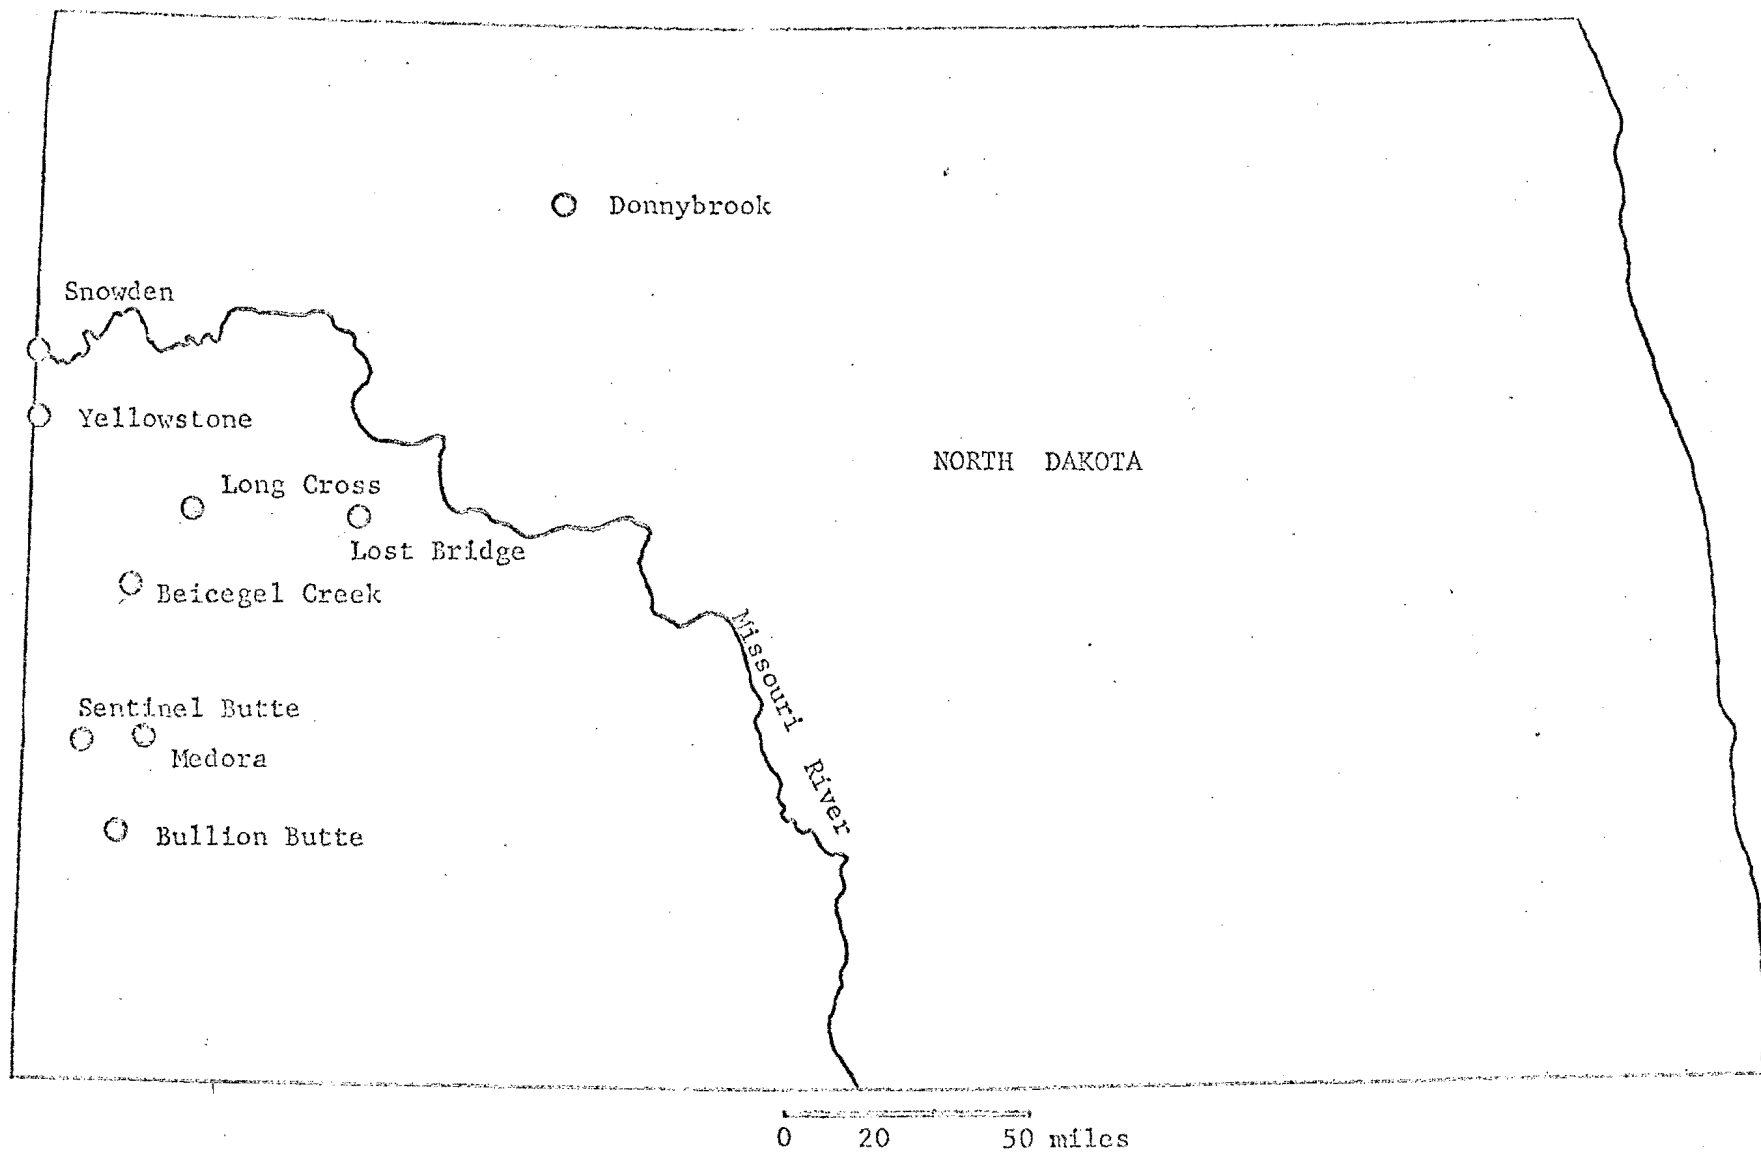 Donnybrook
Snowden
Yellowstone
NORTH DAKOTA
Long Cross
Lost Bridge
Beicegel Creek
Missouri River
Sentinel Butte
Medora
Bullion Butte
0 20 50 miles